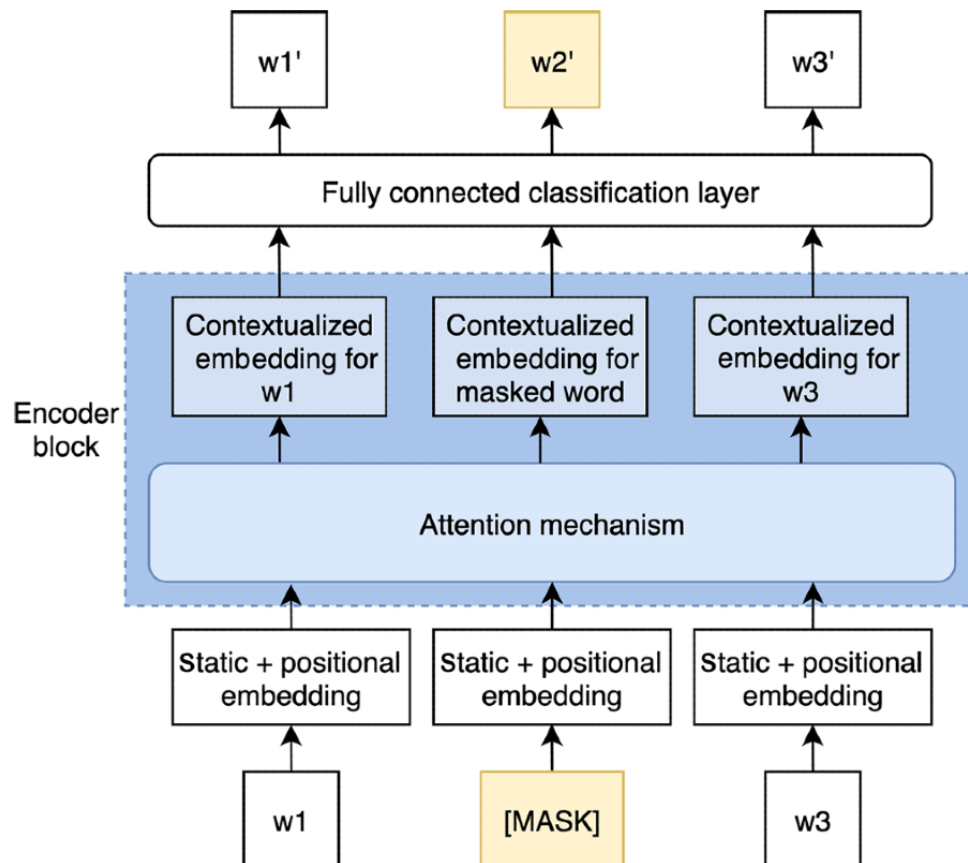 w1'
w2'
w3'
Fully connected classification layer
Contextualized
embedding for
w1
Contextualized
embedding for
masked word
Contextualized
embedding for
w3
Encoder
block
Attention mechanism
Static + positional
embedding
Static + positional
embedding
Static + positional
embedding
w1
[MASK]
w3